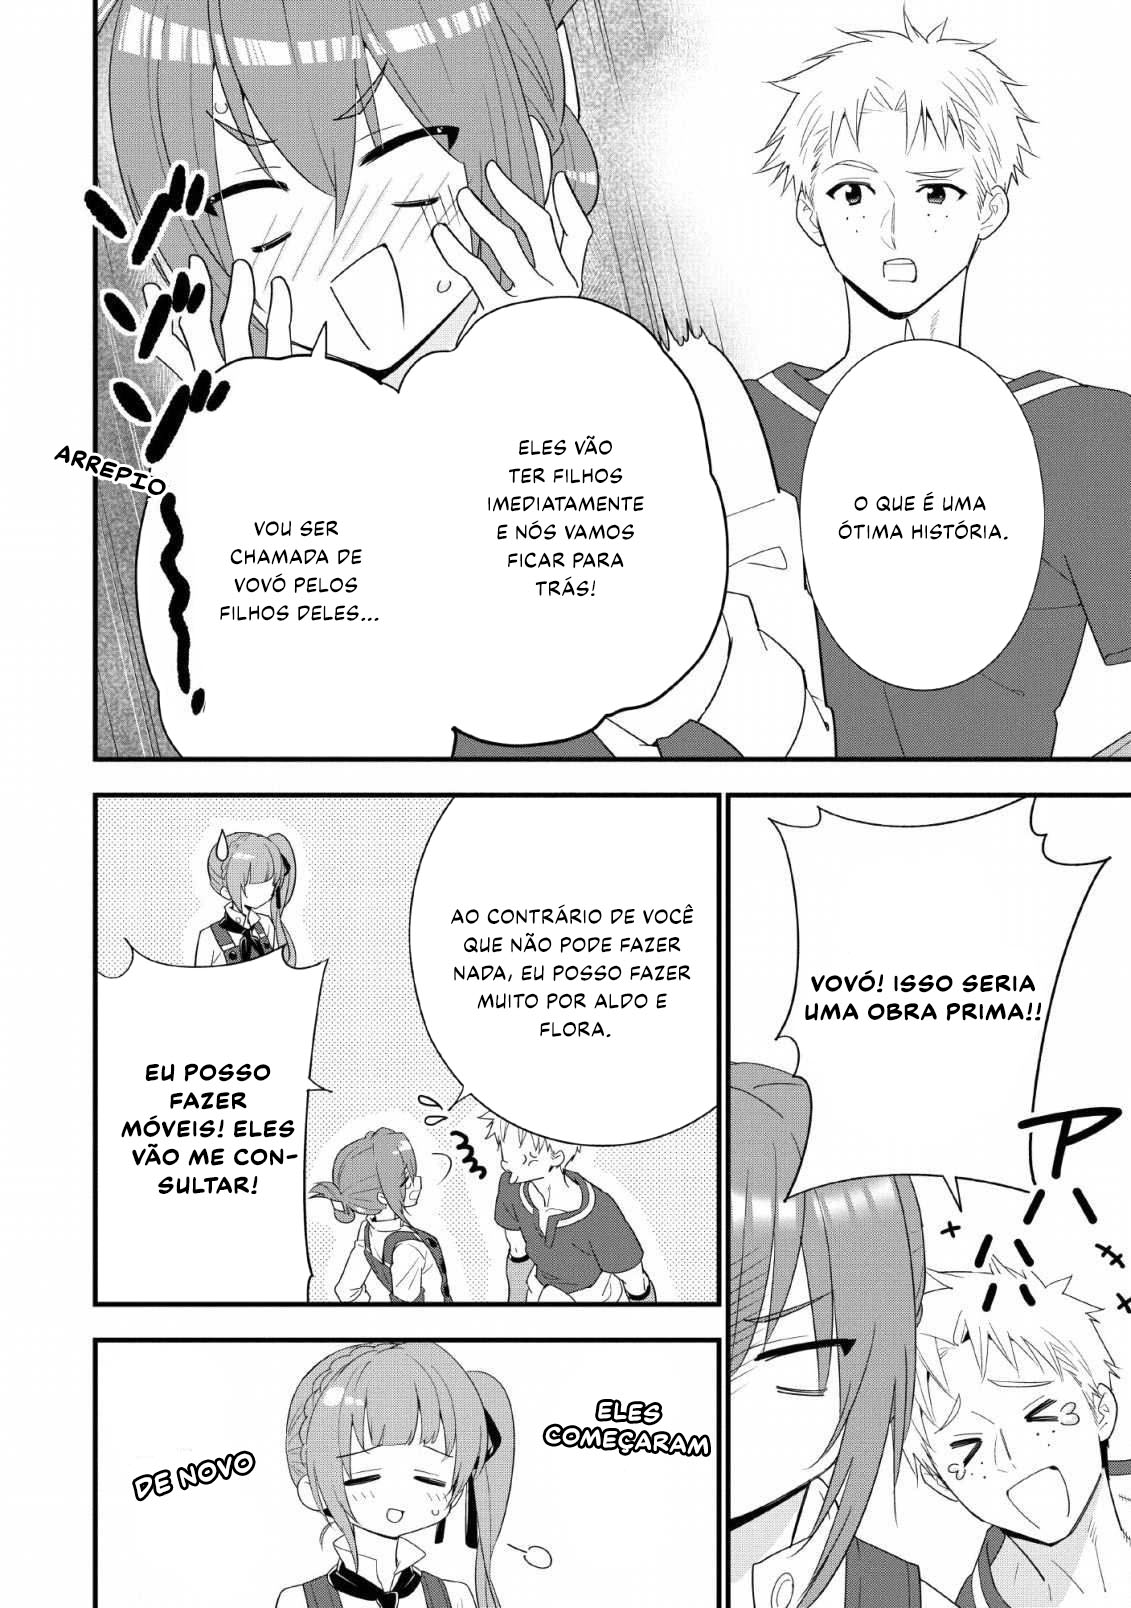 O QUE É UMA
ÓTIMA HISTÓRIA.
ELES VÃO
TER FILHOS
IMEDIATAMENTE
E NÓS VAMOS
FICAR PARA
TRÁS!
VOU SER
CHAMADA DE
VOVÓ PELOS
FILHOS DELES...
ARREPIO
VOVÓ! ISSO SERIA
UMA OBRA PRIMA!!
AO CONTRÁRIO DE VOCÊ
QUE NÃO PODE FAZER
NADA, EU POSSO FAZER
MUITO POR ALDO E
FLORA.
EU POSSO
FAZER
MÓVEIS! ELES
VÃO ME CON-
SULTAR!
ELES
COMEÇARAM
DE NOVO